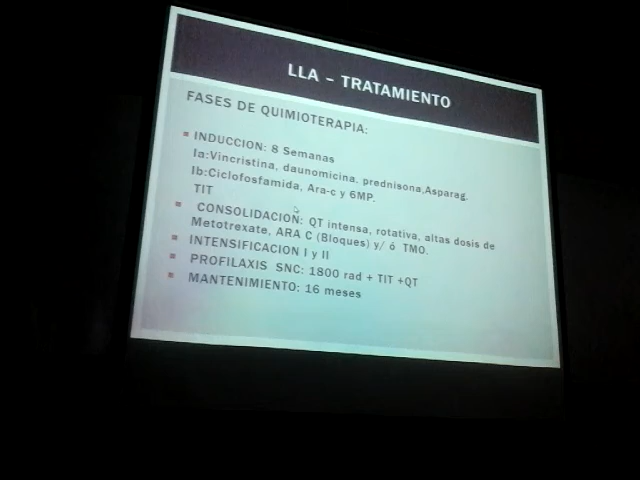 LLA – TRATAMIENTO
FASES DE QUIMIOTERAPIA:
INDUCCION: 8 Semanas
Ia:Vincristina, daunomicina, prednisona,Asparag.
Ib:Ciclofosfamida, Ara-c y 6MP.
TIT
CONSOLIDACION: QT intensa, rotativa, altas dosis de
Metotrexate, ARA C (Bloques) y/ ó TMO.
INTENSIFICACION I y II
PROFILAXIS SNC: 1800 rad + TIT +QT
MANTENIMIENTO: 16 meses